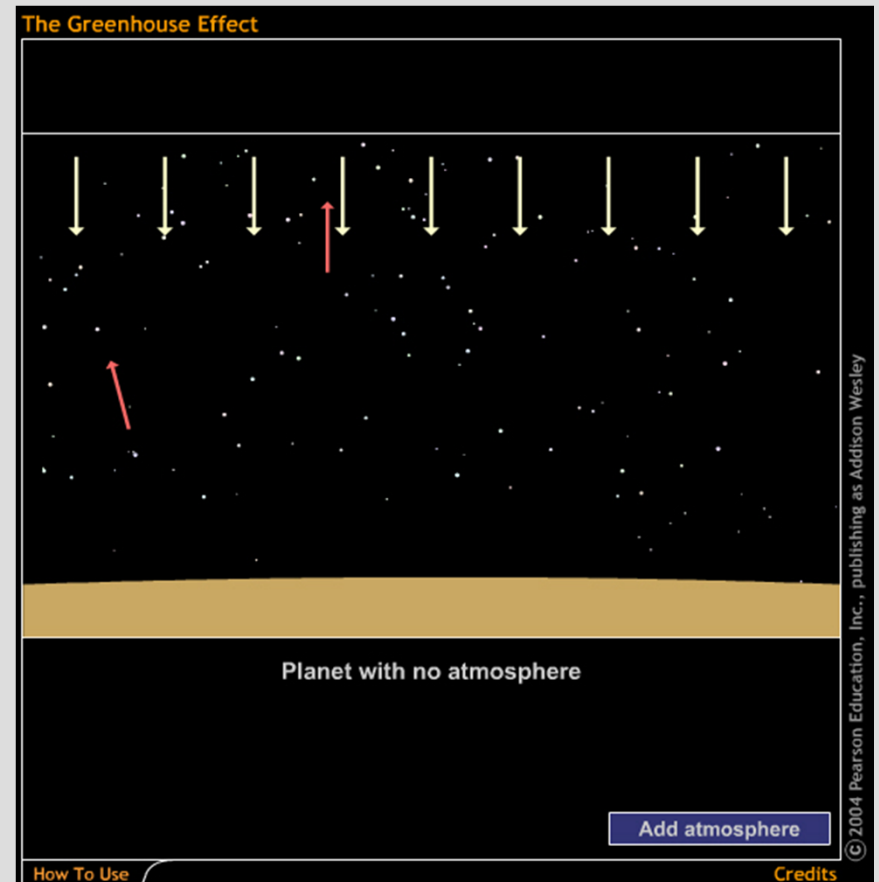 The Greenhouse Effect
Planet with no atmosphere
Add atmosphere
How To Use
Credits
©2004 Pearson Education, Inc., publishing as Addison Wesley